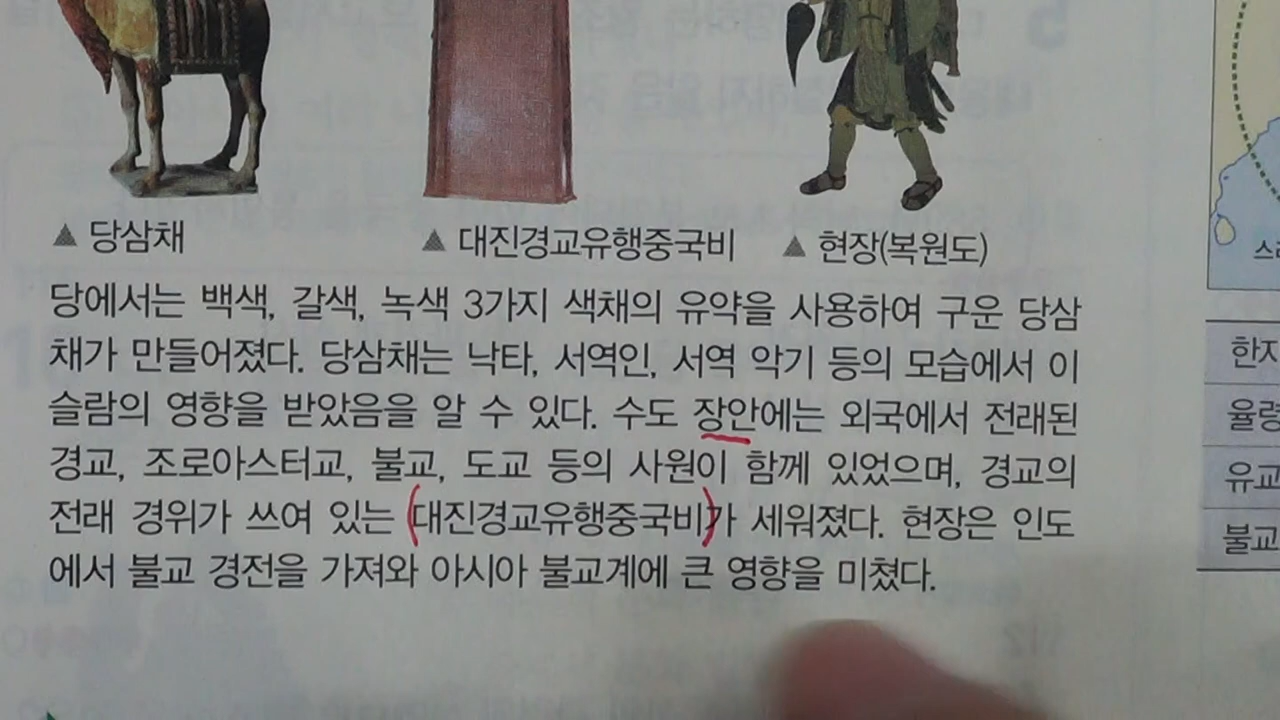 ▲ 당삼채
▲ 대진경교유행중국비
▲ 현장(복원도)
당에서는 백색, 갈색, 녹색 3가지 색채의 유약을 사용하여 구운 당삼
채가 만들어졌다. 당삼채는 낙타, 서역인, 서역 악기 등의 모습에서 이
슬람의 영향을 받았음을 알 수 있다. 수도 장안에는 외국에서 전래된
경교, 조로아스터교, 불교, 도교 등의 사원이 함께 있었으며, 경교의
전래 경위가 쓰여 있는 (대진경교유행중국비)가 세워졌다. 현장은 인도
에서 불교 경전을 가져와 아시아 불교계에 큰 영향을 미쳤다.
유교
불교